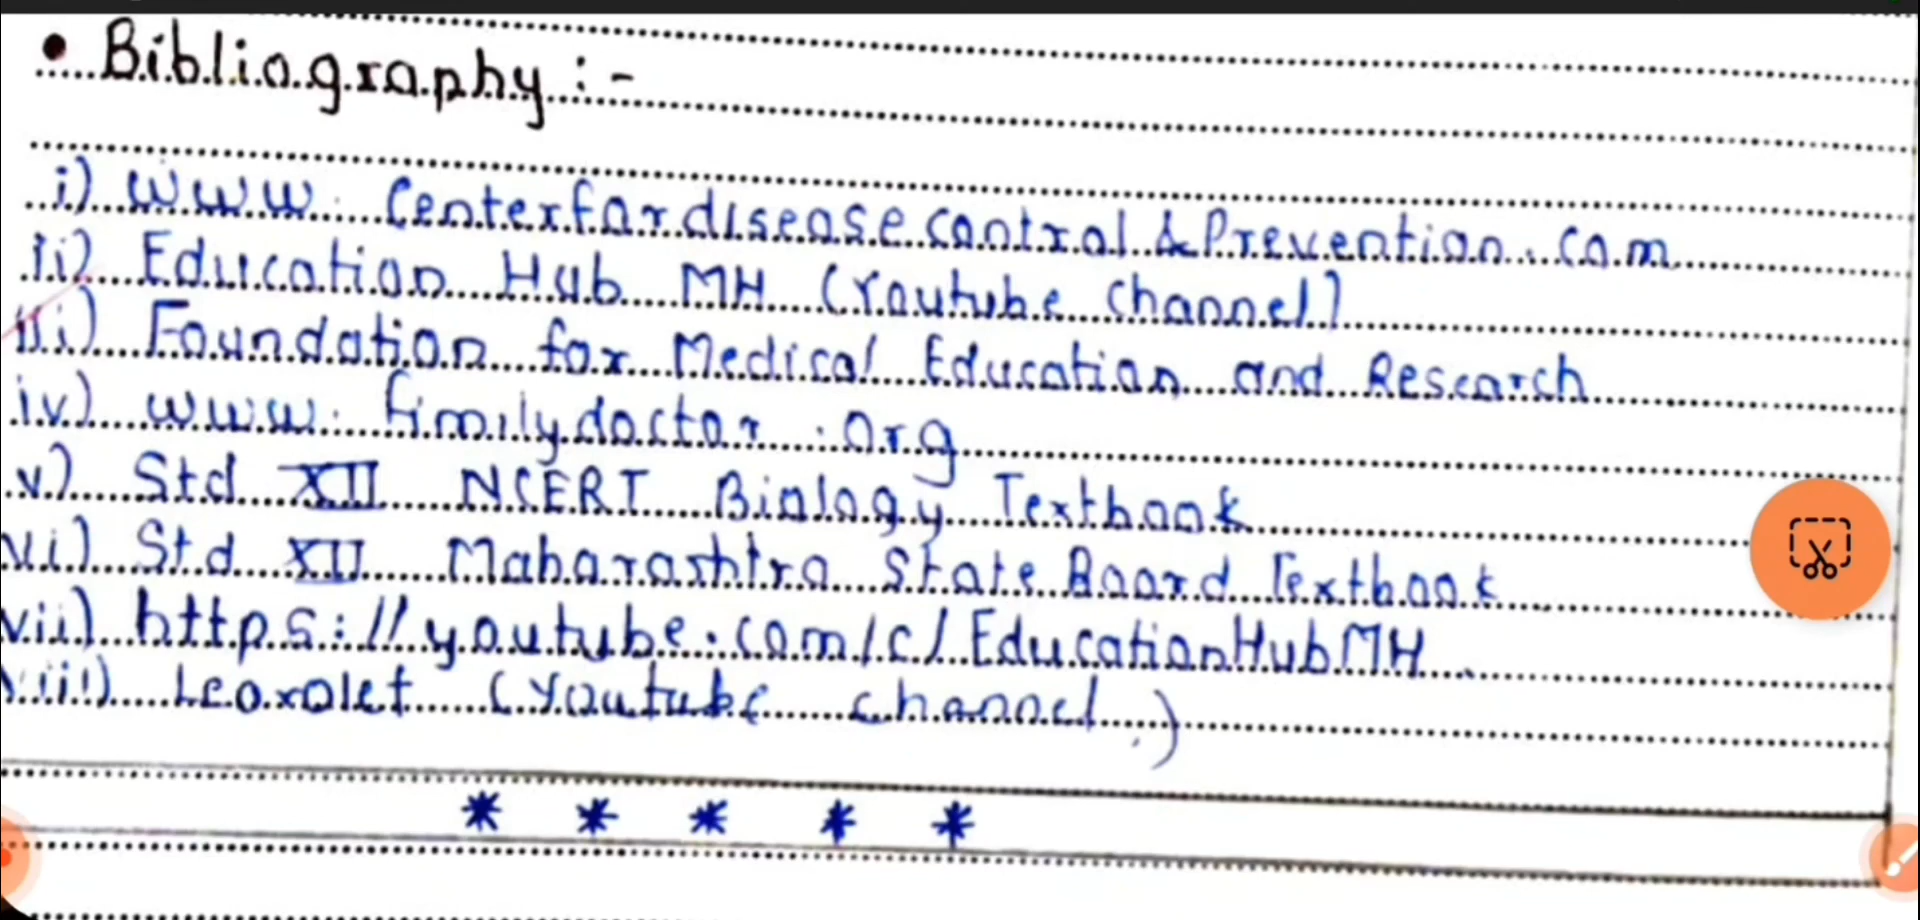 • Bibliography :-
i) www. Centerfordiseasecontrol & Prevention.com
ii) Education Hub MH (Youtube channel)
iii) Foundation for Medical Education and Research
iv) www. fimilydoctor.org
v) Std XII NCERT Biology Textbook
vi) Std XII Maharashtra State Board Textbook
vii) https://youtube.com/c/EducationHubMH.
viii) Leoxolet (youtube channel.)
* * * * *